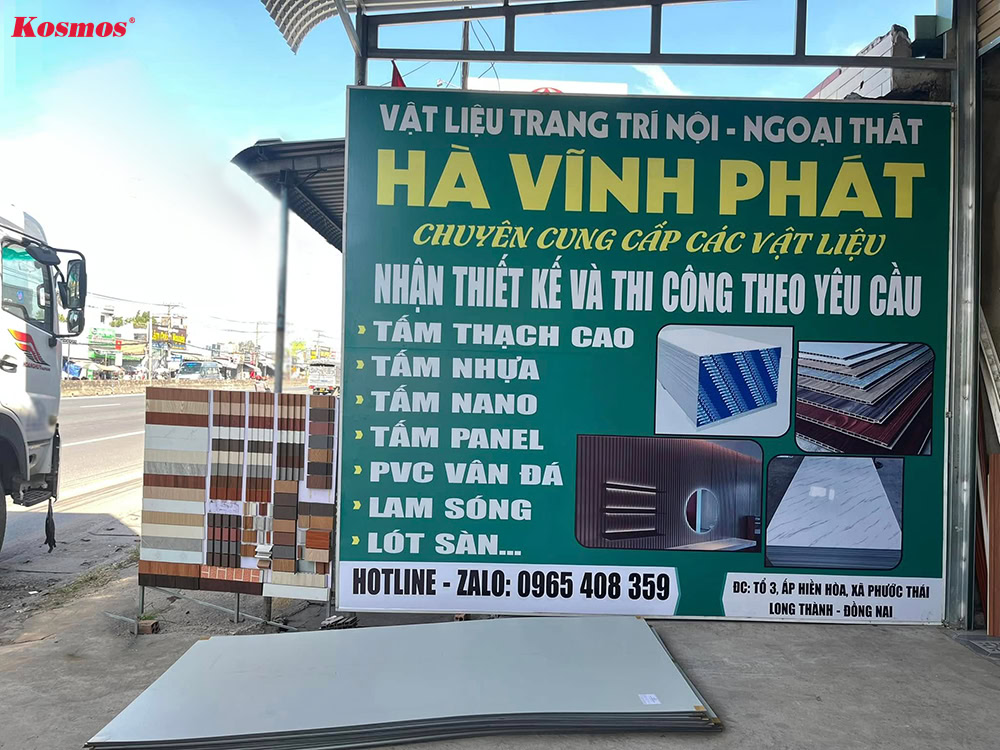 Kosmos®
VẬT LIỆU TRANG TRÍ NỘI - NGOẠI THẤT
HÀ VĨNH PHÁT
CHUYÊN CUNG CẤP CÁC VẬT LIỆU
NHẬN THIẾT KẾ VÀ THI CÔNG THEO YÊU CẦU
TẤM THẠCH CAO
TẤM NHỰA
TẤM NANO
TẤM PANEL
PVC VÂN ĐÁ
LAM SÓNG
LÓT SÀN...
HOTLINE - ZALO: 0965 408 359
ĐC: TỔ 3, ẤP HIỀN HÒA, XÃ PHƯỚC THÁI
LONG THÀNH - ĐỒNG NAI